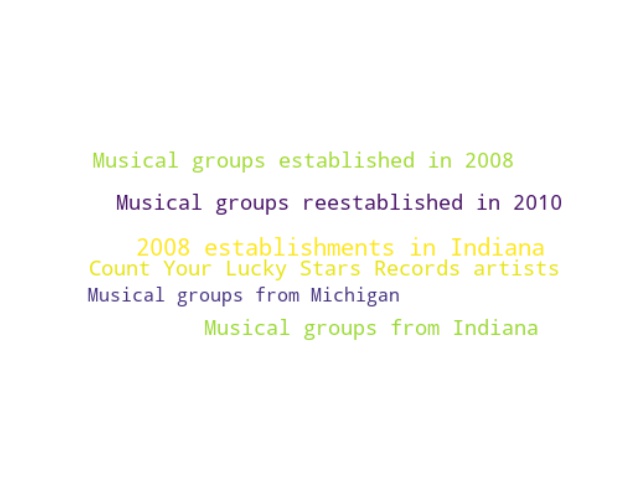 Musical groups established in 2008
Musical groups reestablished in 2010
2008 establishments in Indiana
Count Your Lucky Stars Records artists
Musical groups from Michigan
Musical groups from Indiana